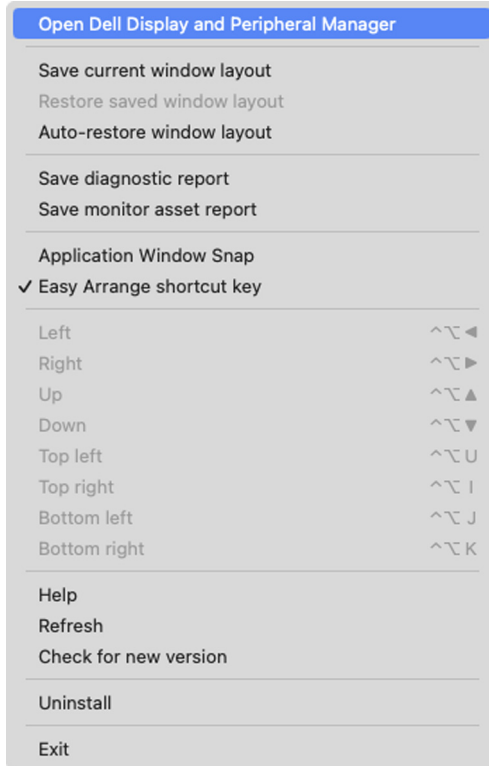 Open Dell Display and Peripheral Manager
Save current window layout
Restore saved window layout
Auto-restore window layout
Save diagnostic report
Save monitor asset report
Application Window Snap
✓ Easy Arrange shortcut key
Left ^⌥◀
Right ^⌥▶
Up ^⌥▲
Down ^⌥▼
Top left ^⌥ U
Top right ^⌥ I
Bottom left ^⌥ J
Bottom right ^⌥ K
Help
Refresh
Check for new version
Uninstall
Exit